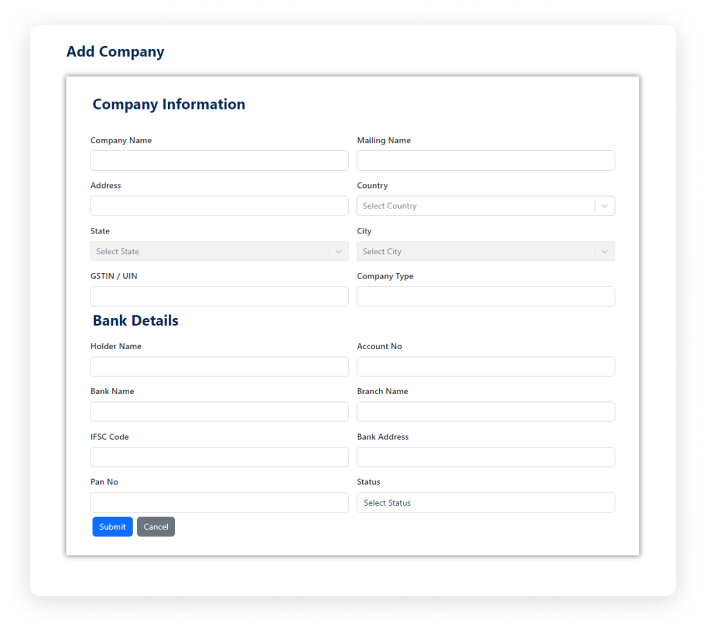 Add Company
Company Information
Company Name
Mailing Name
Address
Country
Select Country
State
City
Select State
Select City
GSTIN / UIN
Company Type
Bank Details
Holder Name
Account No
Bank Name
Branch Name
IFSC Code
Bank Address
Pan No
Status
Select Status
Submit
Cancel